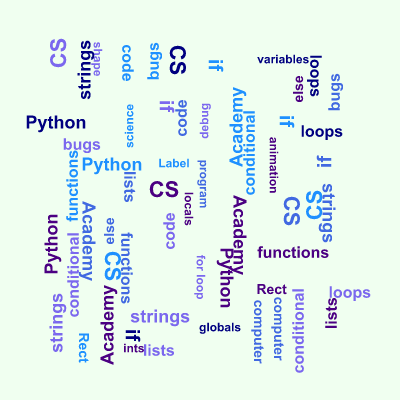 CS
strings
shape
code
bugs
CS
if
variables
loops
else
bugs
Python
science
if
code
debug
Academy
conditional
if
loops
animation
bugs
Python
functions
lists
Label
program
if
CS
locals
strings
CS
CS
Academy
Python
conditional
Academy
else
CS
functions
code
for loop
Academy
Python
functions
strings
Rect
Academy
if
ints
lists
strings
globals
Rect
computer
computer
conditional
lists
loops